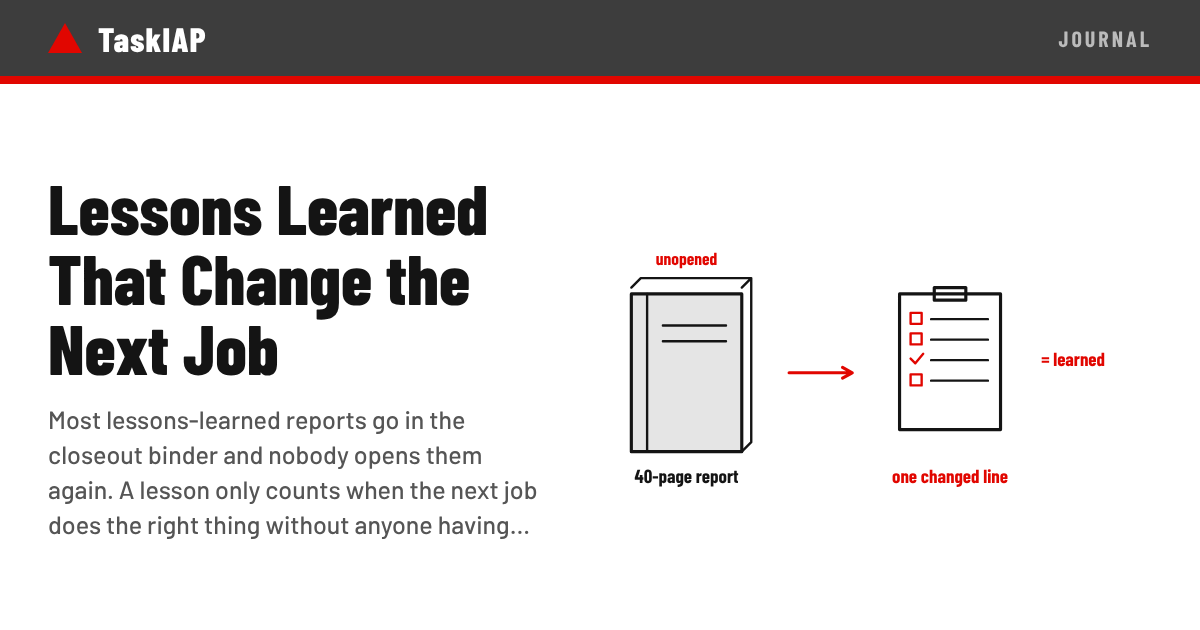 TaskIAP
JOURNAL
Lessons Learned
That Change the
Next Job
Most lessons-learned reports go in the
closeout binder and nobody opens them
again. A lesson only counts when the next job
does the right thing without anyone having...
unopened
40-page report
= learned
one changed line